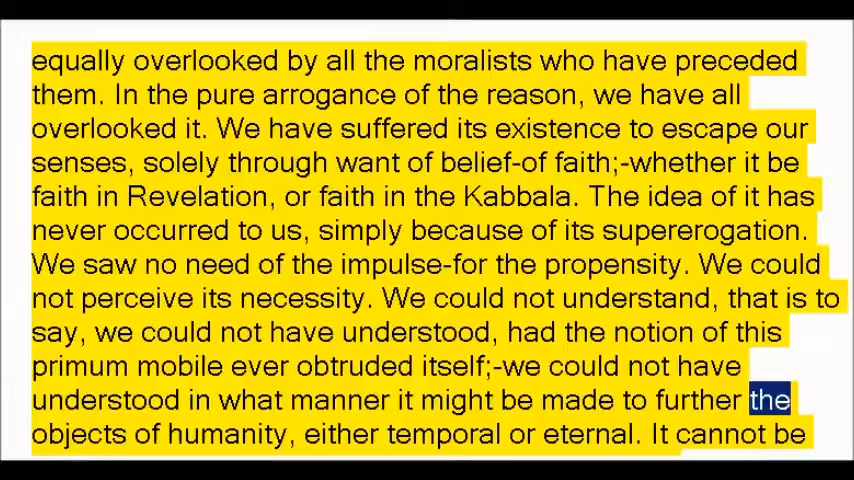 equally overlooked by all the moralists who have preceded
them. In the pure arrogance of the reason, we have all
overlooked it. We have suffered its existence to escape our
senses, solely through want of belief-of faith;-whether it be
faith in Revelation, or faith in the Kabbala. The idea of it has
never occurred to us, simply because of its supererogation.
We saw no need of the impulse-for the propensity. We could
not perceive its necessity. We could not understand, that is to
say, we could not have understood, had the notion of this
primum mobile ever obtruded itself;-we could not have
understood in what manner it might be made to further the
objects of humanity, either temporal or eternal. It cannot be